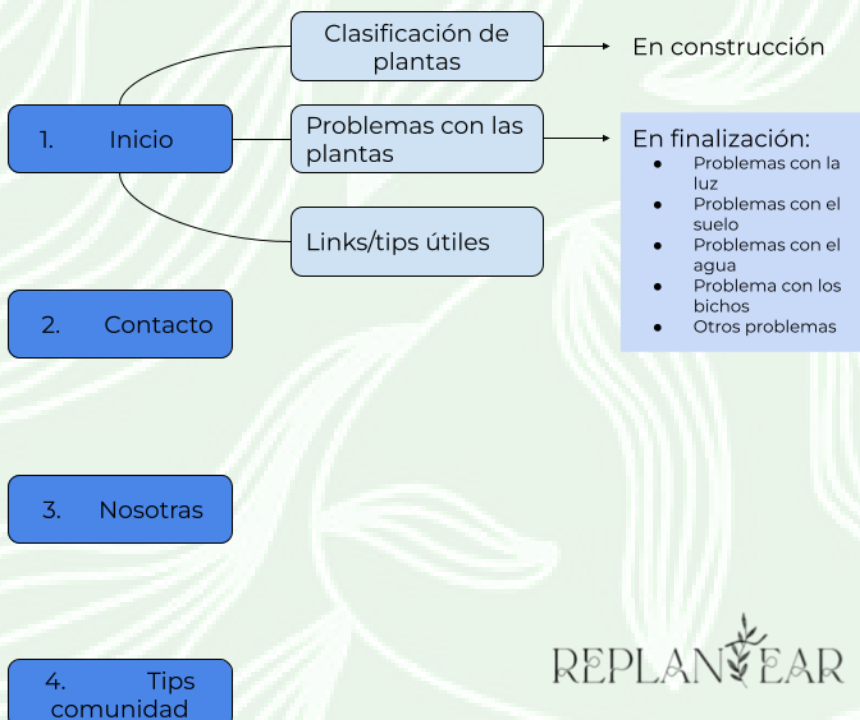 Clasificación de
plantas
En construcción
1. Inicio
Problemas con las
plantas
En finalización:
● Problemas con la
luz
● Problemas con el
suelo
● Problemas con el
agua
● Problema con los
bichos
● Otros problemas
Links/tips útiles
2. Contacto
3. Nosotras
4. Tips
comunidad
REPLANTEAR